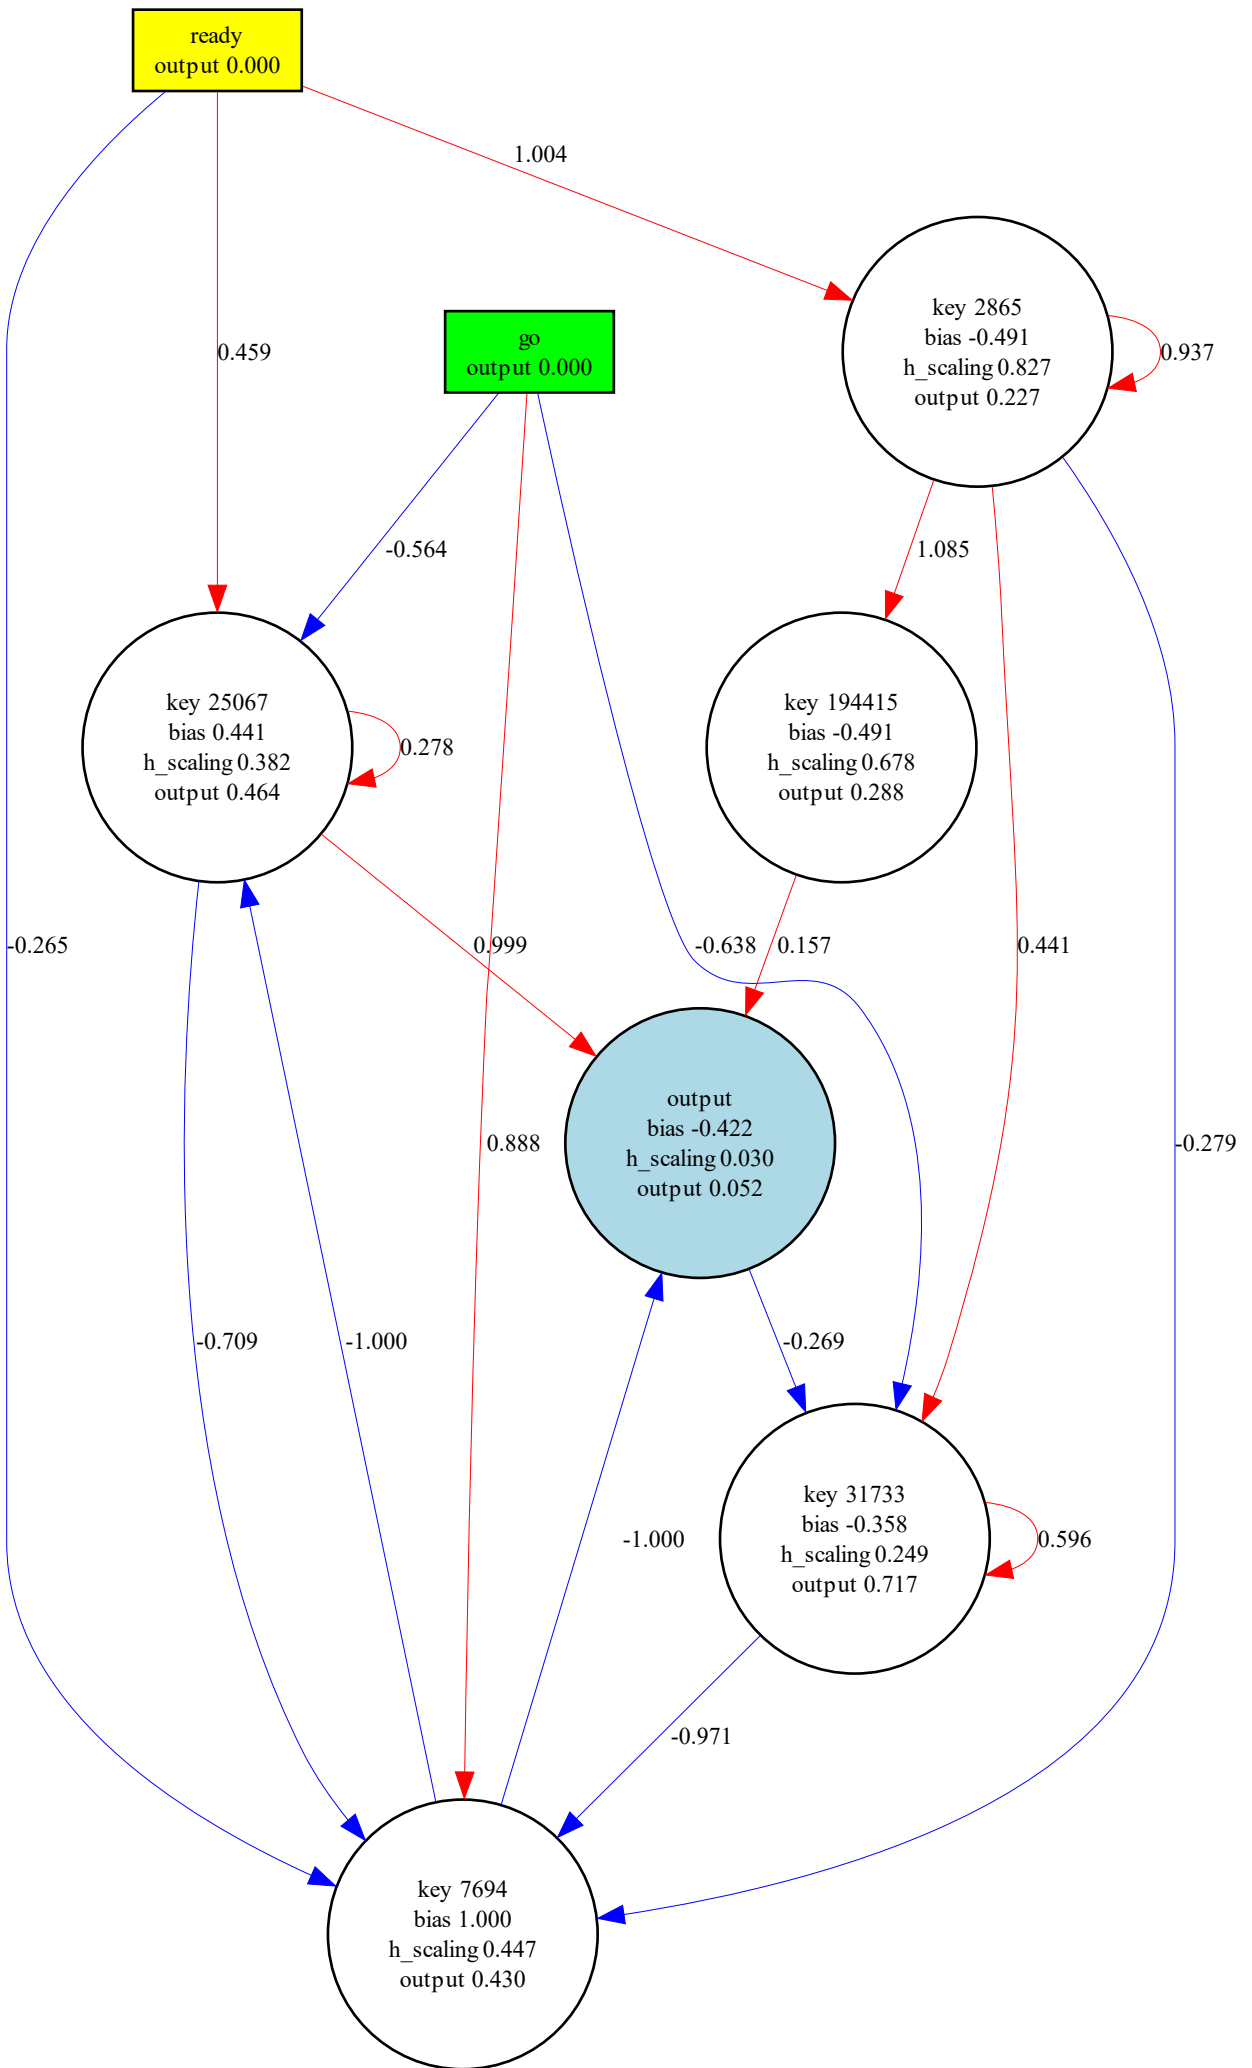 ready
output 0.000
1.004
key 2865
bias -0.491
h_scaling 0.827
output 0.227
0.937
go
output 0.000
0.459
-0.564
1.085
key 25067
bias 0.441
h_scaling 0.382
output 0.464
0.278
key 194415
bias -0.491
h_scaling 0.678
output 0.288
-0.265
0.999
-0.638
0.157
0.441
output
bias -0.422
h_scaling 0.030
output 0.052
0.888
-0.279
-0.709
-1.000
-0.269
key 31733
bias -0.358
h_scaling 0.249
output 0.717
-1.000
0.596
-0.971
key 7694
bias 1.000
h_scaling 0.447
output 0.430